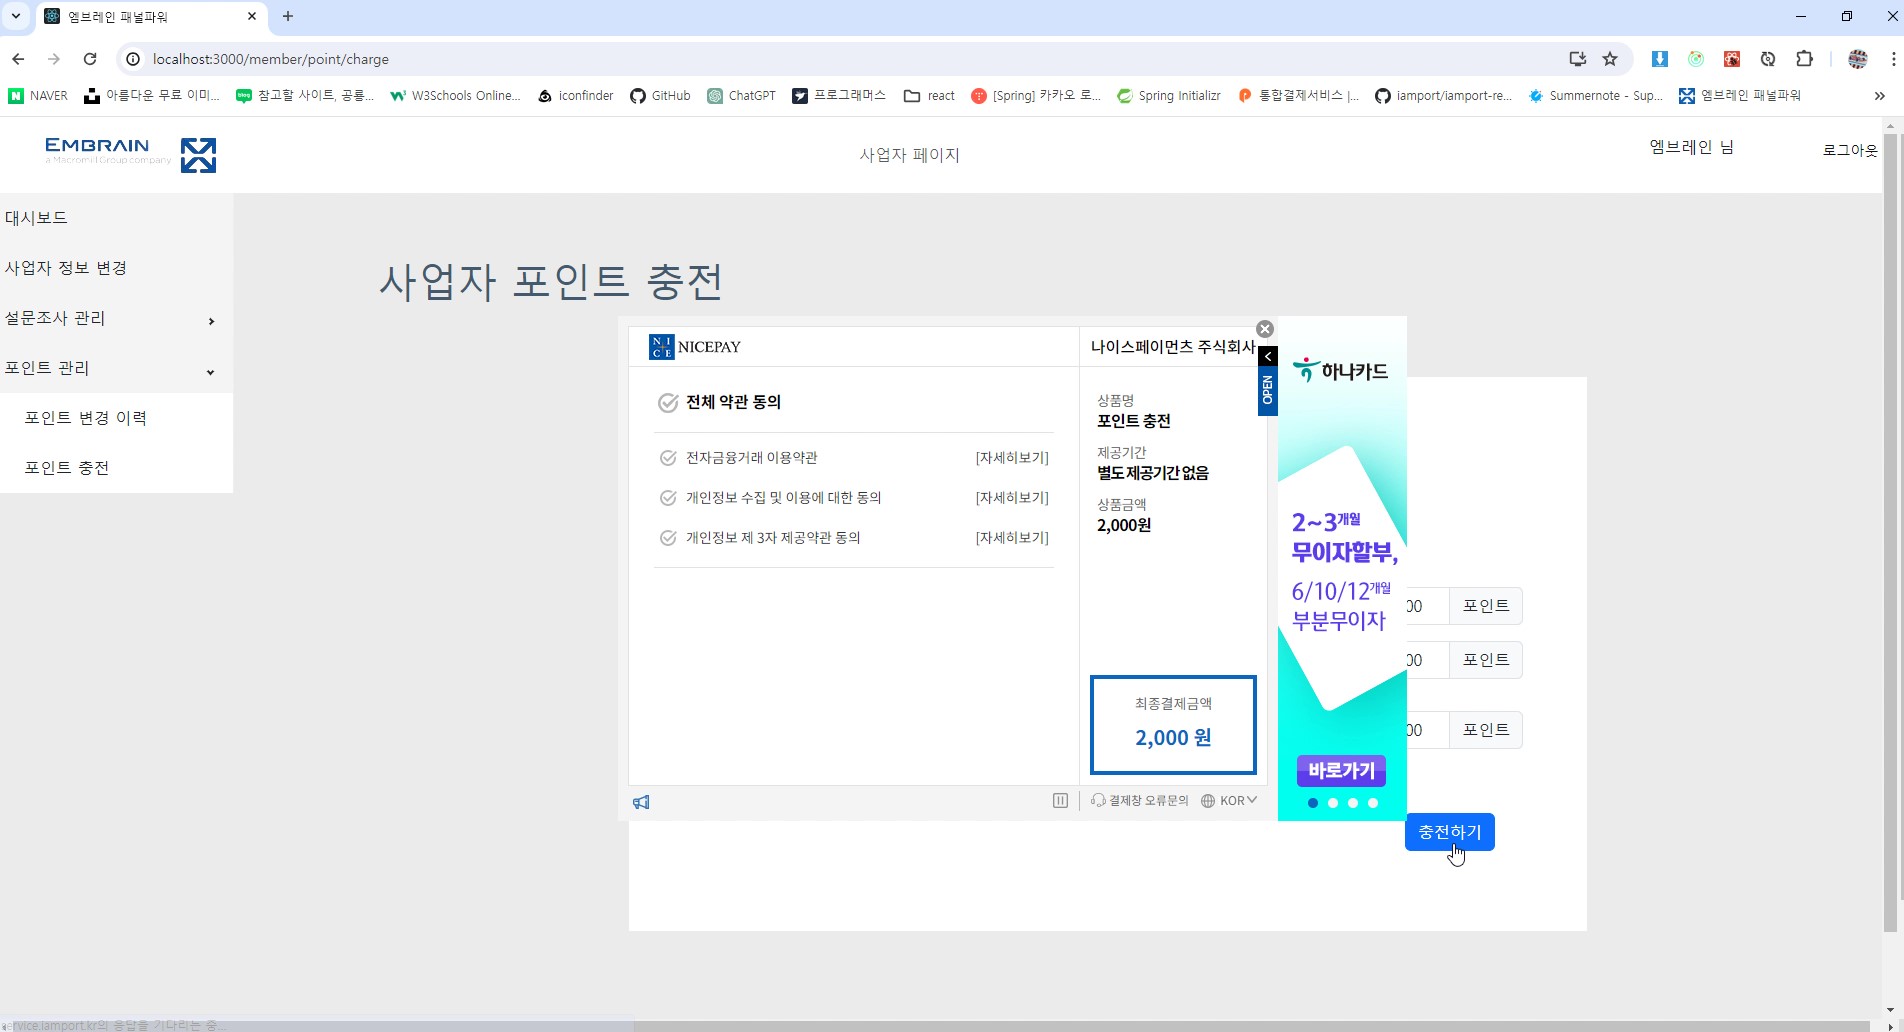 엠브레인 패널파워
localhost:3000/member/point/charge
NAVER
아름다운 무료 이미...
참고할 사이트, 공룡...
W3Schools Online...
iconfinder
GitHub
ChatGPT
프로그래머스
react
[Spring] 카카오 로...
Spring Initializr
통합결제서비스 |...
iamport/iamport-re...
Summernote - Sup...
엠브레인 패널파워
EMBRAIN
a Macromill Group company
사업자 페이지
엠브레인 님
로그아웃
대시보드
사업자 정보 변경
설문조사 관리
포인트 관리
포인트 변경 이력
포인트 충전
사업자 포인트 충전
NICE
NICEPAY
나이스페이먼츠 주식회사
전체 약관 동의
전자금융거래 이용약관 [자세히보기]
개인정보 수집 및 이용에 대한 동의 [자세히보기]
개인정보 제 3자 제공약관 동의 [자세히보기]
상품명
포인트 충전
제공기간
별도 제공기간 없음
상품금액
2,000원
최종결제금액
2,000 원
결제창 오류문의
KOR
OPEN
하나카드
2~3개월
무이자할부,
6/10/12개월
부분무이자
바로가기
00 포인트
00 포인트
00 포인트
충전하기
service.iamport.kr의 응답을 기다리는 중...